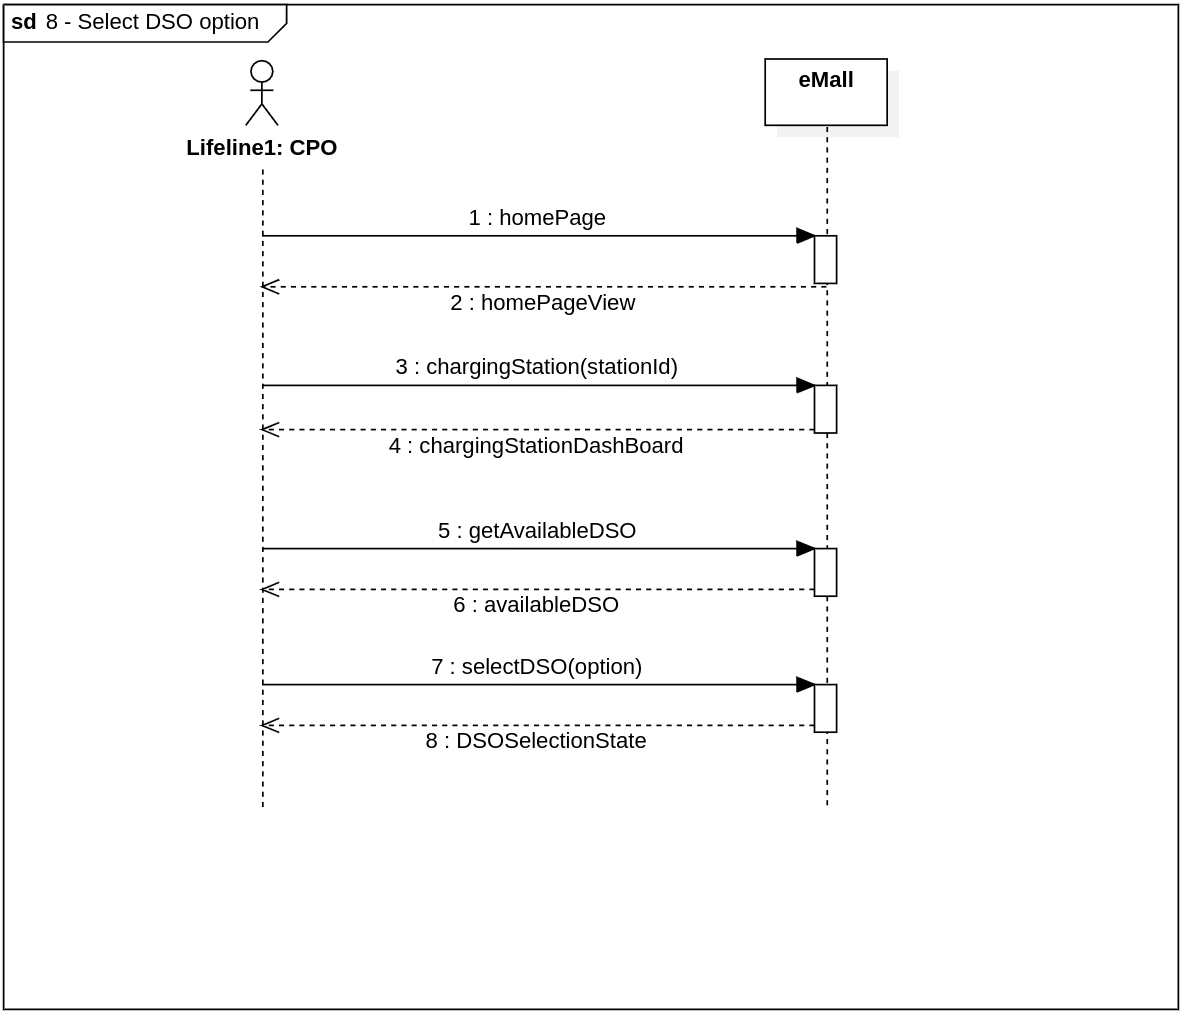 sd 8 - Select DSO option
eMall
Lifeline1: CPO
1 : homePage
2 : homePageView
3 : chargingStation(stationId)
4 : chargingStationDashBoard
5 : getAvailableDSO
6 : availableDSO
7 : selectDSO(option)
8 : DSOSelectionState